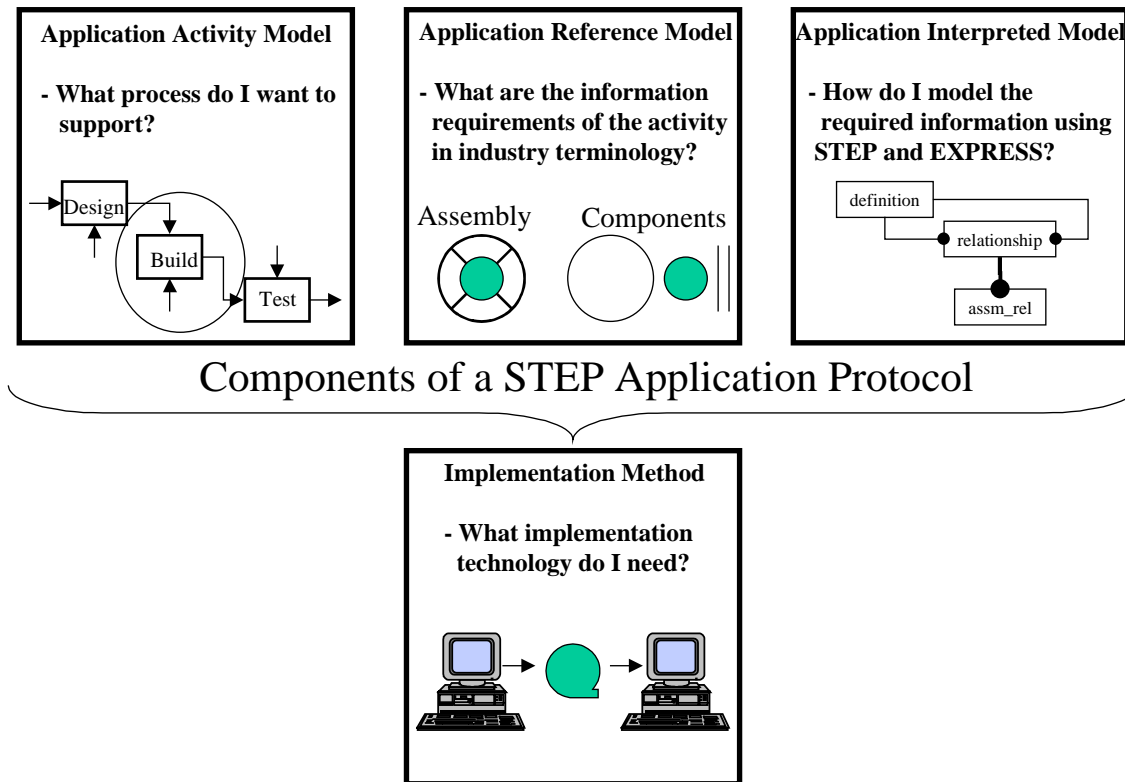 Application Activity Model
- What process do I want to
support?
Design
Build
Test
Application Reference Model
- What are the information
requirements of the activity
in industry terminology?
Assembly
Components
Application Interpreted Model
- How do I model the
required information using
STEP and EXPRESS?
definition
relationship
assm_rel
Components of a STEP Application Protocol
Implementation Method
- What implementation
technology do I need?